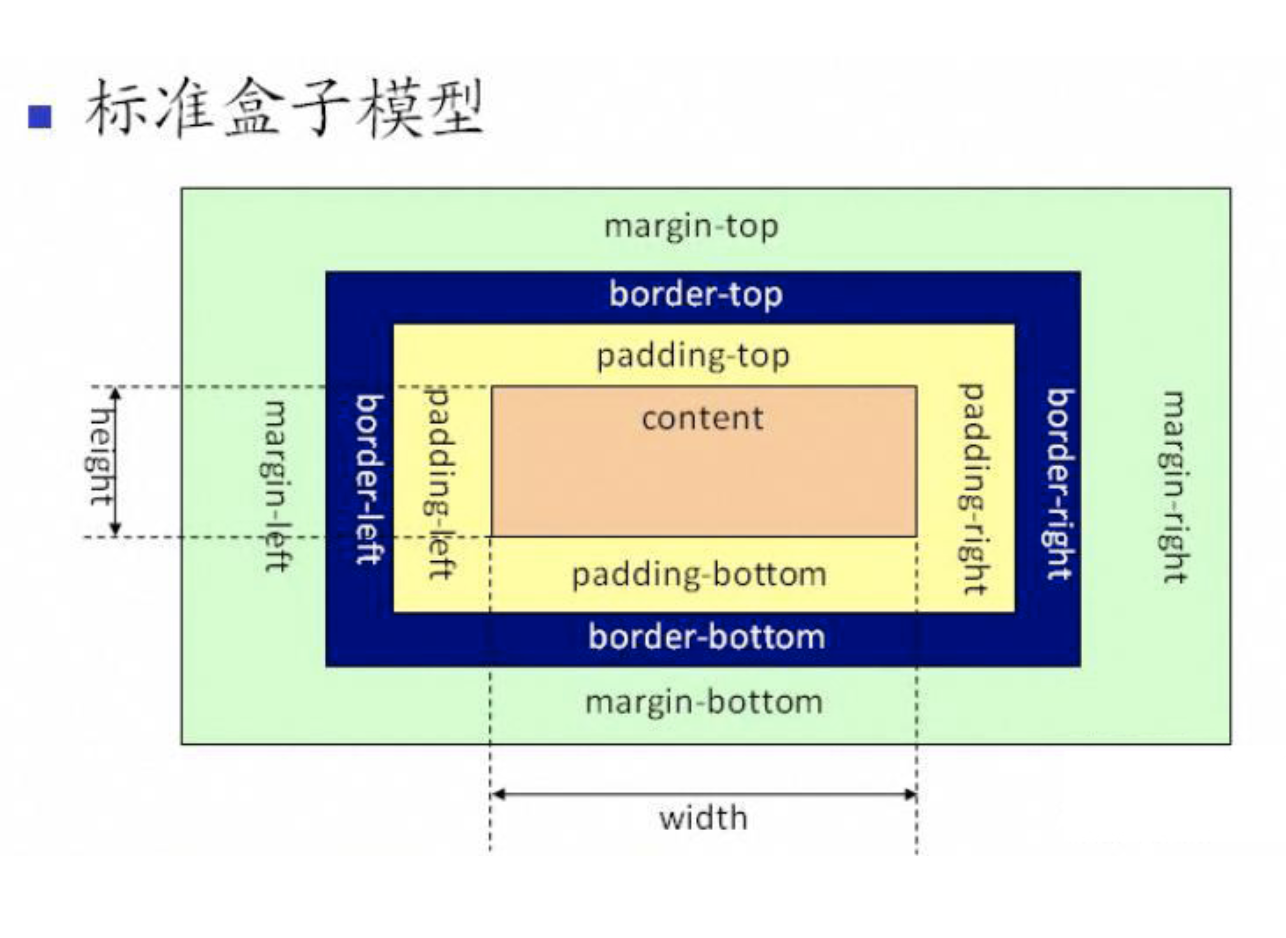 标准盒子模型
margin-top
border-top
padding-top
content
height
margin-left
border-left
padding-left
padding-right
border-right
margin-right
padding-bottom
border-bottom
margin-bottom
width